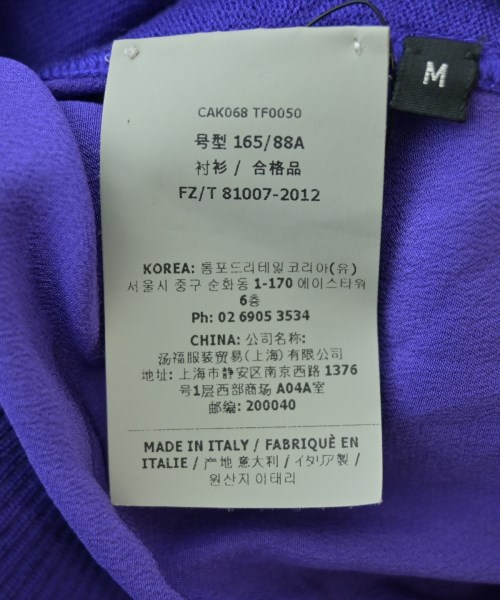 M
CAK068 TF0050
号型 165/88A
衬衫 / 合格品
FZ/T 81007-2012
KOREA: 통포드리테일코리아(유)
서울시 중구 순화동 1-170 에이스타워
6층
Ph: 02 6905 3534
CHINA: 公司名称:
汤福服装贸易(上海)有限公司
地址: 上海市静安区南京西路 1376
号1层西部商场 A04A室
邮编: 200040
MADE IN ITALY / FABRIQUÈ EN
ITALIE / 产地 意大利 / イタリア製 /
원산지 이태리